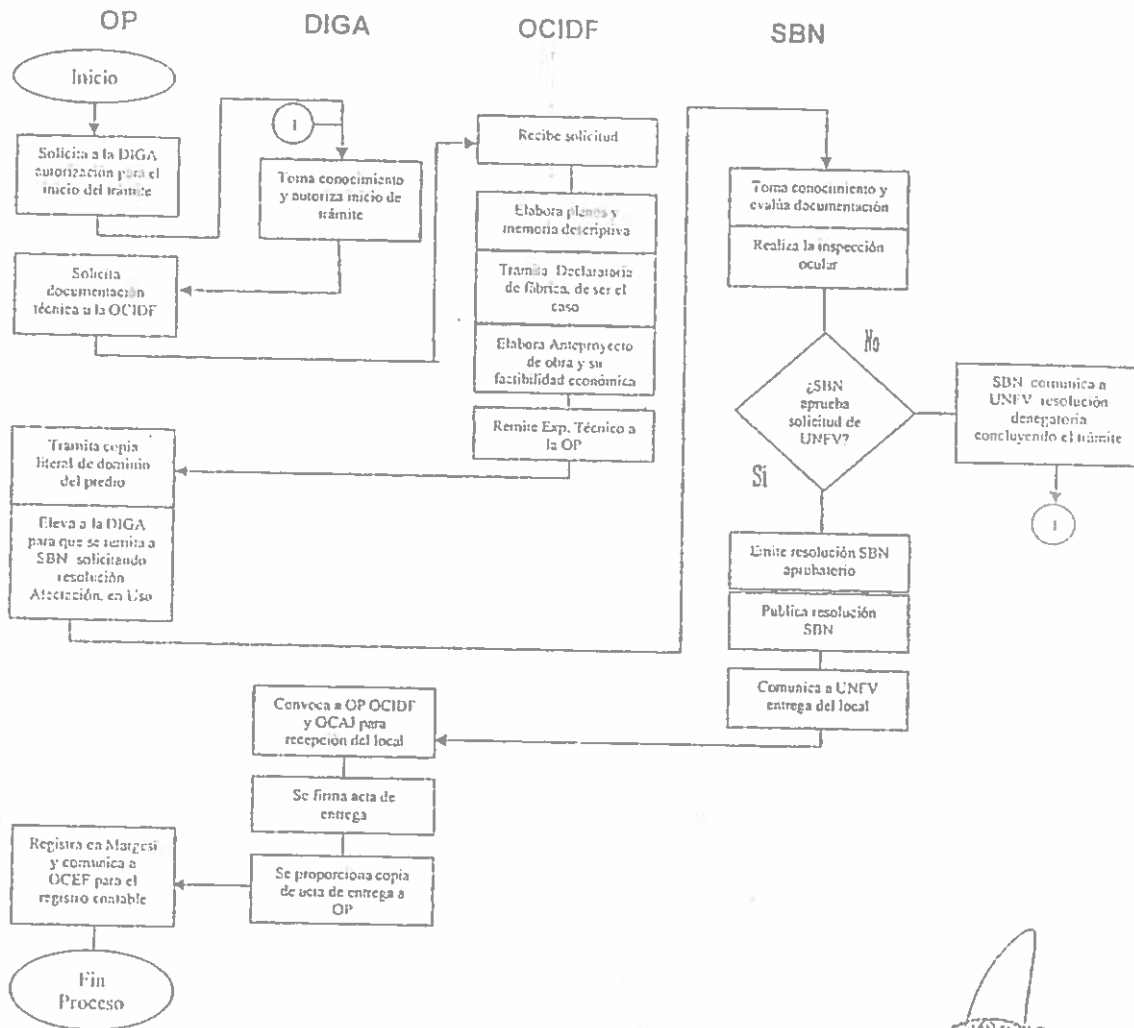 OP
DIGA
OCIDF
SBN
Inicio
Solicita a la DIGA
autorización para el
inicio del trámite
1
Toma conocimiento
y autoriza inicio de
trámite
Solicita
documentación
técnica a la OCIDF
Recibe solicitud
Elabora planos y
memoria descriptiva
Tramita Declaratoria
de fábrica, de ser el
caso
Elabora Anteproyecto
de obra y su
factibilidad económica
Remite Exp. Técnico a
la OP
Tramita copia
literal de dominio
del predio
Eleva a la DIGA
para que se remita a
SBN solicitando
resolución
Afectación, en Uso
Toma conocimiento y
evalúa documentación
Realiza la inspección
ocular
¿SBN
aprueba
solicitud de
UNFV?
No
Sí
SBN comunica a
UNFV resolución
denegatoria
concluyendo el trámite
1
Emite resolución SBN
aprobatorio
Publica resolución
SBN
Comunica a UNFV
entrega del local
Convoca a OP OCIDF
y OCAJ para
recepción del local
Se firma acta de
entrega
Se proporciona copia
de acta de entrega a
OP
Registra en Margesí
y comunica a
OCEF para el
registro contable
Fin
Proceso